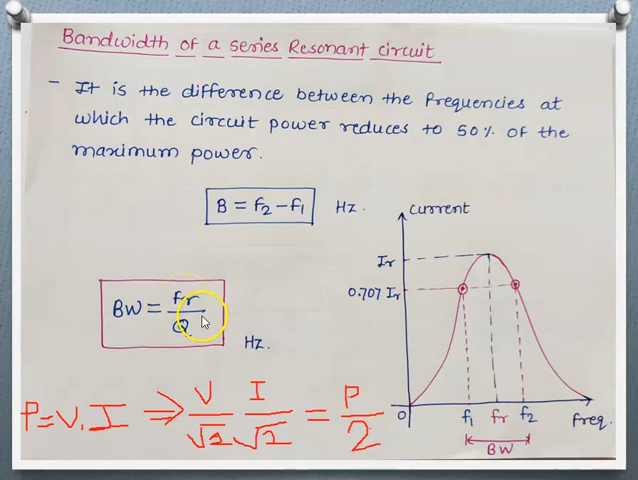 Bandwidth of a series Resonant circuit
- It is the difference between the frequencies at
which the circuit power reduces to 50% of the
maximum power.
B = f₂ - f₁ Hz.
Current
Ir
0.707 Ir
BW = fr/Q
Hz.
P = V.I ⇒ V/√2 I/√2 = P/2
0 f₁ fr f₂ freq.
BW